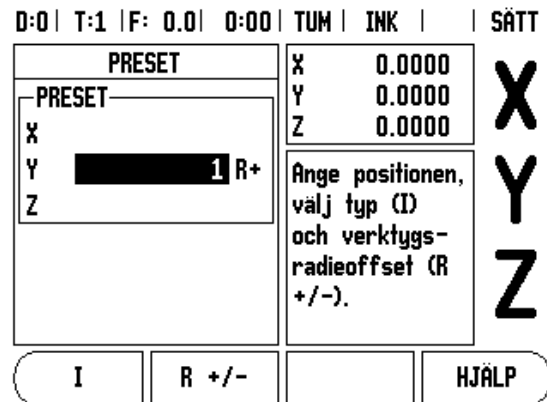 D:0 | T:1 | F: 0.0 | 0:00 | TUM | INK | | SÄTT
PRESET
PRESET
X
Y 1 R+
Z
X 0.0000
Y 0.0000
Z 0.0000
Ange positionen,
välj typ (I)
och verktygs-
radieoffset (R
+/-).
X
Y
Z
I
R +/-
HJÄLP